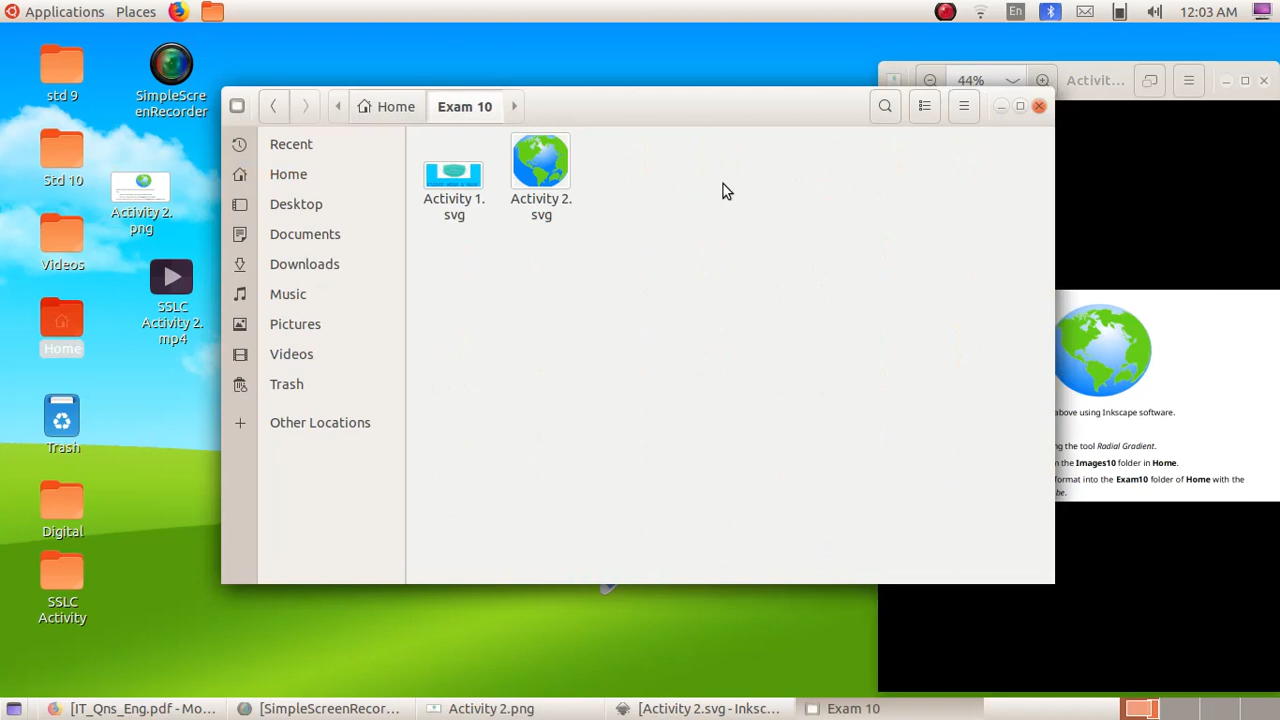 Applications Places
En 12:03 AM
std 9
SimpleScre
enRecorder
Std 10
Activity 2.
png
Videos
SSLC
Activity 2.
mp4
Home
Trash
Digital
SSLC
Activity
44% Activit...
Home Exam 10
Recent
Home
Desktop
Documents
Downloads
Music
Pictures
Videos
Trash
Other Locations
Activity 1.
svg
Activity 2.
svg
above using Inkscape software.
ng the tool Radial Gradient.
m the Images10 folder in Home.
format into the Exam10 folder of Home with the
be.
[IT_Qns_Eng.pdf - Mo...
[SimpleScreenRecor...
Activity 2.png
[Activity 2.svg - Inksc...
Exam 10